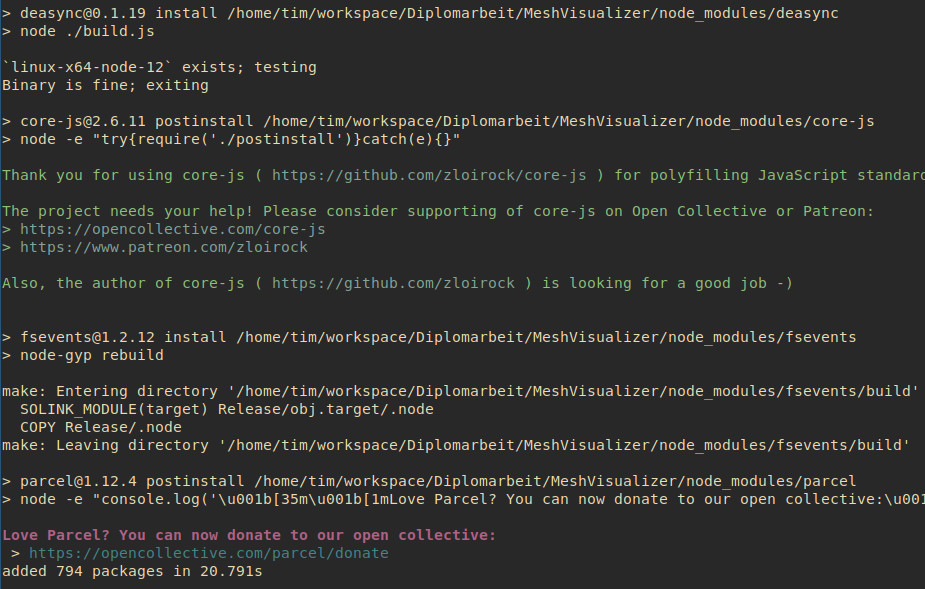 > deasync@0.1.19 install /home/tim/workspace/Diplomarbeit/MeshVisualizer/node_modules/deasync
> node ./build.js
`linux-x64-node-12` exists; testing
Binary is fine; exiting
> core-js@2.6.11 postinstall /home/tim/workspace/Diplomarbeit/MeshVisualizer/node_modules/core-js
> node -e "try{require('./postinstall')}catch(e){}"
Thank you for using core-js ( https://github.com/zloirock/core-js ) for polyfilling JavaScript standard
The project needs your help! Please consider supporting of core-js on Open Collective or Patreon:
> https://opencollective.com/core-js
> https://www.patreon.com/zloirock
Also, the author of core-js ( https://github.com/zloirock ) is looking for a good job -)
> fsevents@1.2.12 install /home/tim/workspace/Diplomarbeit/MeshVisualizer/node_modules/fsevents
> node-gyp rebuild
make: Entering directory '/home/tim/workspace/Diplomarbeit/MeshVisualizer/node_modules/fsevents/build'
SOLINK_MODULE(target) Release/obj.target/.node
COPY Release/.node
make: Leaving directory '/home/tim/workspace/Diplomarbeit/MeshVisualizer/node_modules/fsevents/build'
> parcel@1.12.4 postinstall /home/tim/workspace/Diplomarbeit/MeshVisualizer/node_modules/parcel
> node -e "console.log('\u001b[35m\u001b[1mLove Parcel? You can now donate to our open collective:\u001
Love Parcel? You can now donate to our open collective:
> https://opencollective.com/parcel/donate
added 794 packages in 20.791s